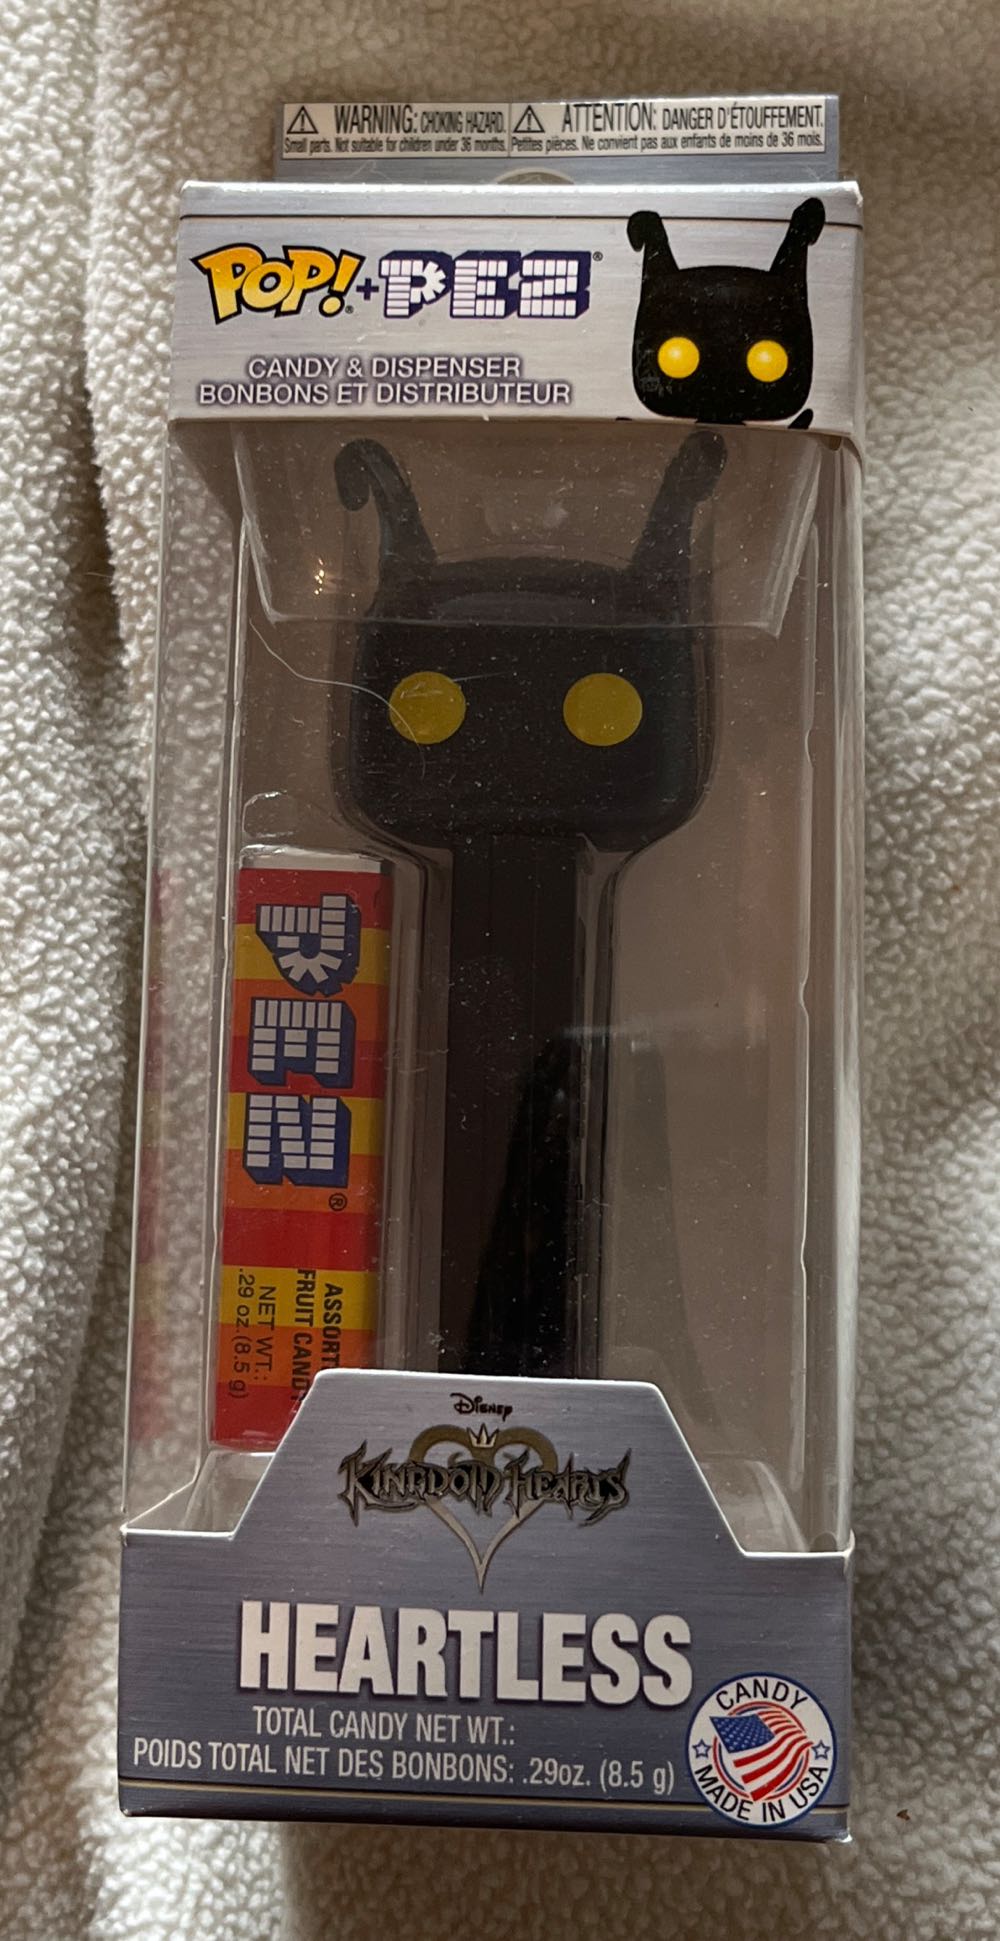 WARNING: CHOKING HAZARD.
Small parts. Not suitable for children under 36 months.
ATTENTION: DANGER D'ÉTOUFFEMENT.
Petites pièces. Ne convient pas aux enfants de moins de 36 mois.
POP!+PEZ®
CANDY & DISPENSER
BONBONS ET DISTRIBUTEUR
PEZ®
ASSORT
FRUIT CAND
NET WT.:
.29 oz.(8.5 g)
Disney
KINGDOM HEARTS
HEARTLESS
TOTAL CANDY NET WT.:
POIDS TOTAL NET DES BONBONS: .29oz. (8.5 g)
CANDY
MADE IN USA